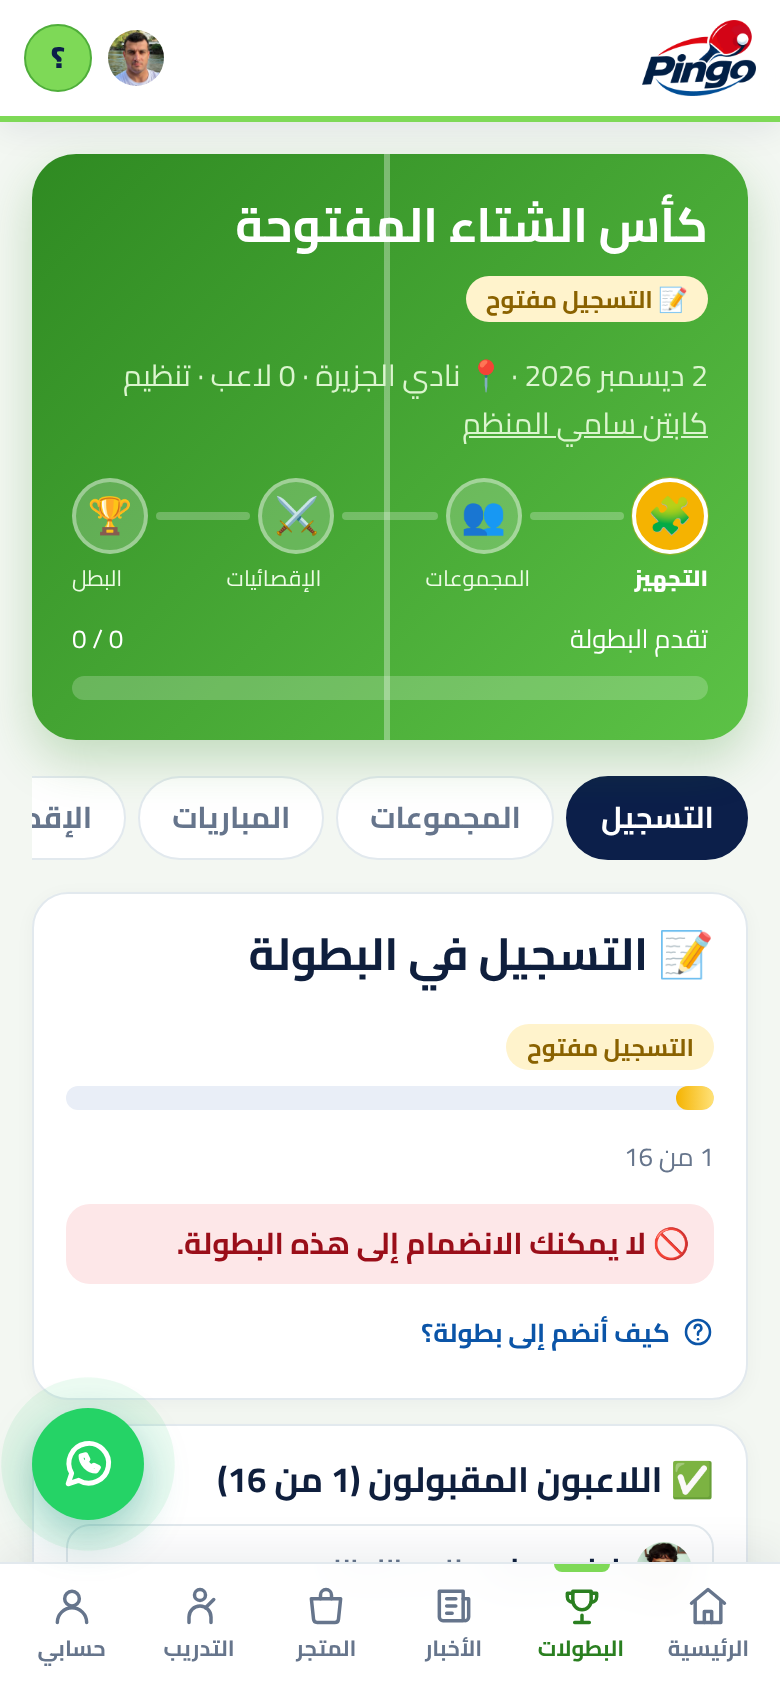 Pingo
؟
كأس الشتاء المفتوحة
التسجيل مفتوح
2 ديسمبر 2026 · نادي الجزيرة · 0 لاعب · تنظيم
كابتن سامي المنظم
التجهيز
المجموعات
الإقصائيات
البطل
تقدم البطولة
0 / 0
التسجيل
المجموعات
المباريات
التسجيل في البطولة
التسجيل مفتوح
1 من 16
لا يمكنك الانضمام إلى هذه البطولة.
كيف أنضم إلى بطولة؟
اللاعبون المقبولون (1 من 16)
الرئيسية
البطولات
الأخبار
المتجر
التدريب
حسابي